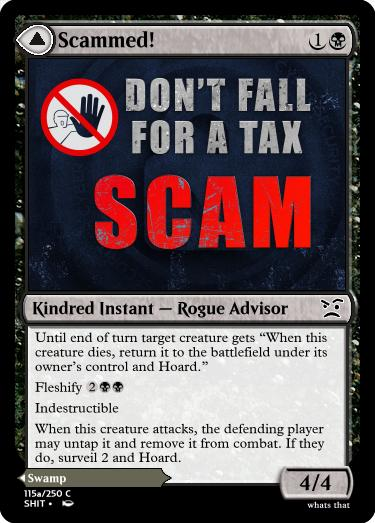 Scammed!
1
DON'T FALL
FOR A TAX
SCAM
Kindred Instant — Rogue Advisor
Until end of turn target creature gets “When this
creature dies, return it to the battlefield under its
owner's control and Hoard.”
Fleshify 2
Indestructible
When this creature attacks, the defending player
may untap it and remove it from combat. If they
do, surveil 2 and Hoard.
Swamp
4/4
115a/250 C
SHIT •
whats that